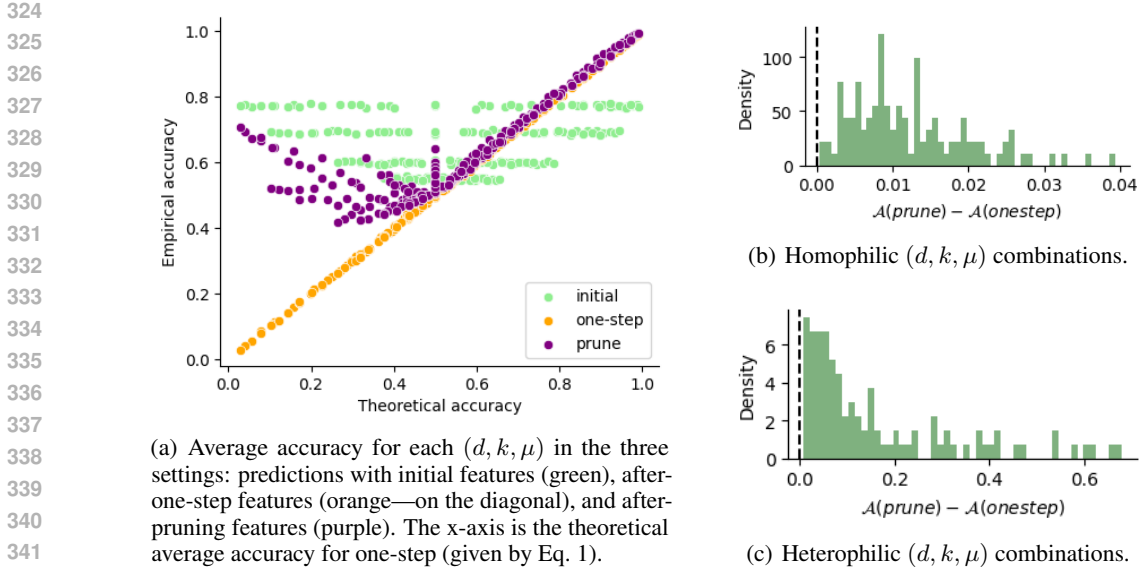 324
325
326
327
328
329
330
331
332
333
334
335
336
337
338
339
340
341
1.0
0.8
0.6
0.4
0.2
0.0
Empirical accuracy
initial
one-step
prune
0.0 0.2 0.4 0.6 0.8 1.0
Theoretical accuracy
(a) Average accuracy for each (d, k, μ) in the three
settings: predictions with initial features (green), after-
one-step features (orange—on the diagonal), and after-
pruning features (purple). The x-axis is the theoretical
average accuracy for one-step (given by Eq. 1).
100
50
0
Density
0.00 0.01 0.02 0.03 0.04
𝒜(prune) − 𝒜(onestep)
(b) Homophilic (d, k, μ) combinations.
6
4
2
0
Density
0.0 0.2 0.4 0.6
𝒜(prune) − 𝒜(onestep)
(c) Heterophilic (d, k, μ) combinations.